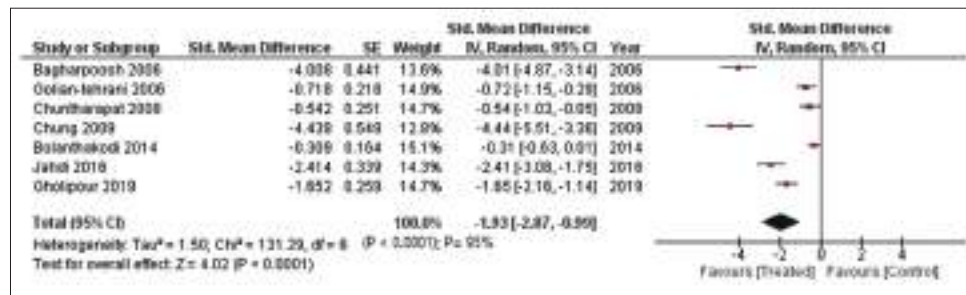 Std. Mean Difference Std. Mean Difference
Study or Subgroup Std. Mean Difference SE Weight IV, Random, 95% CI Year IV, Random, 95% CI
Bagharpoosh 2006 -4.006 0.441 13.6% -4.01 [-4.87, -3.14] 2006
Golian-tehrani 2006 -0.718 0.218 14.9% -0.72 [-1.15, -0.29] 2006
Chuntharapat 2008 -0.542 0.251 14.7% -0.54 [-1.03, -0.05]
Chung 2009 -4.439 0.549 12.8% -4.44 [-5.51, -3.36] 2009
Bolanthakodi 2014 -0.309 0.164 15.1% -0.31 [-0.63, 0.01] 2014
Jahdi 2016 -2.414 0.339 14.3% -2.41 [-3.08, -1.75] 2016
Gholipour 2019 -1.652 0.259 14.7% -1.65 [-2.16, -1.14] 2019
Total (95% CI) 100.0% -1.93 [-2.87, -0.99]
Heterogeneity: Tau² = 1.50; Chi² = 131.29, df = 6 (P < 0.0001); I²= 95%
Test for overall effect: Z = 4.02 (P < 0.0001)
-4 -2 0 2 4
Favours [Treated] Favours [Control]